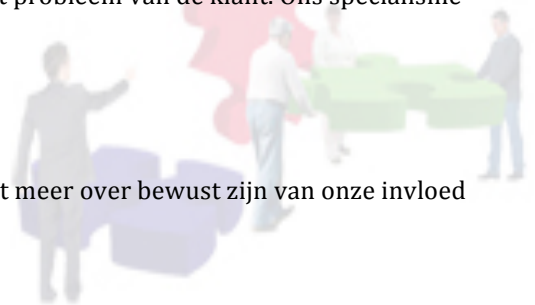 t probleem van de klant. Ons specialisme
t meer over bewust zijn van onze invloed